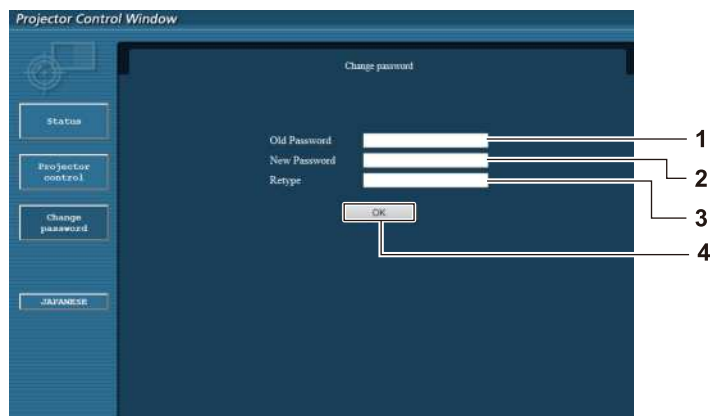 Projector Control Window
Change password
Status
Projector
control
Change
password
JAPANESE
Old Password
New Password
Retype
OK
1
2
3
4